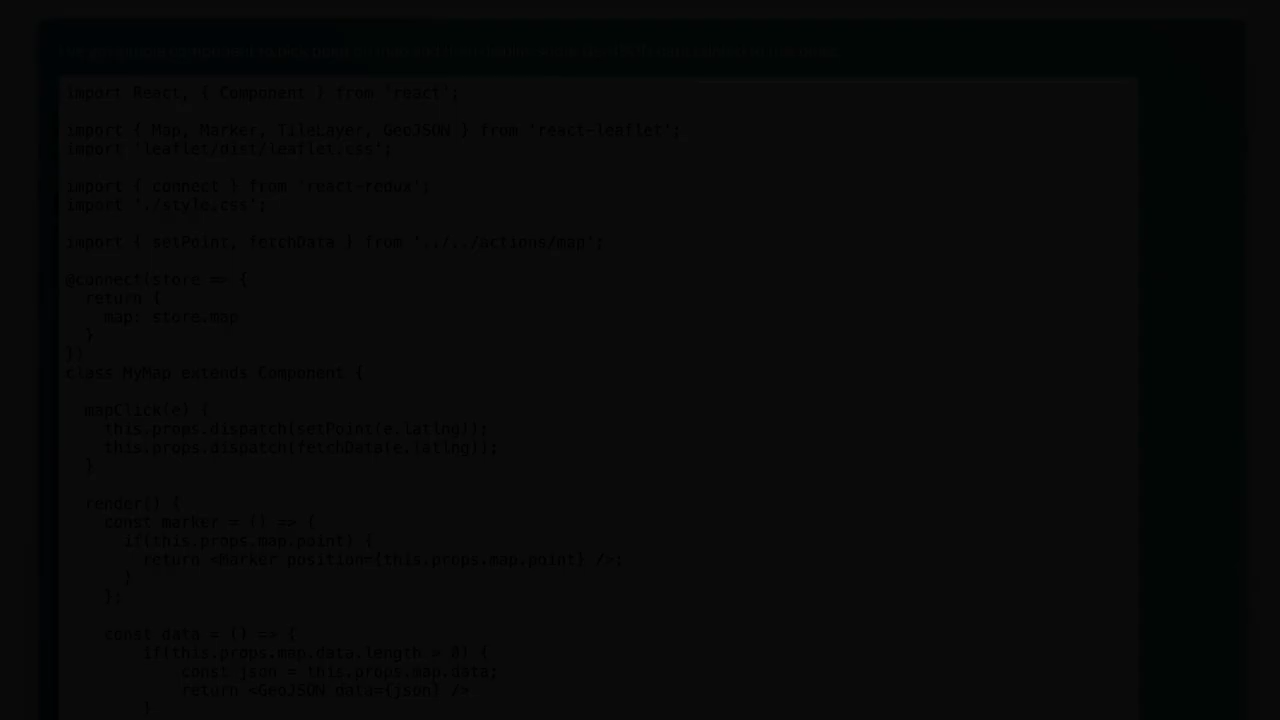 import React, { Component } from 'react';
import { Map, Marker, TileLayer, GeoJSON } from 'react-leaflet';
import 'leaflet/dist/leaflet.css';
import { connect } from 'react-redux';
import './style.css';
import { setPoint, fetchData } from '../../actions/map';
@connect(store => {
  return {
    map: store.map
  }
})
class MyMap extends Component {
  mapClick(e) {
    this.props.dispatch(setPoint(e.latlng));
    this.props.dispatch(fetchData(e.latlng));
  }
  render() {
    const marker = () => {
      if(this.props.map.point) {
        return <Marker position={this.props.map.point} />;
      }
    };
    const data = () => {
        if(this.props.map.data.length > 0) {
            const json = this.props.map.data;
            return <GeoJSON data={json} />
        }